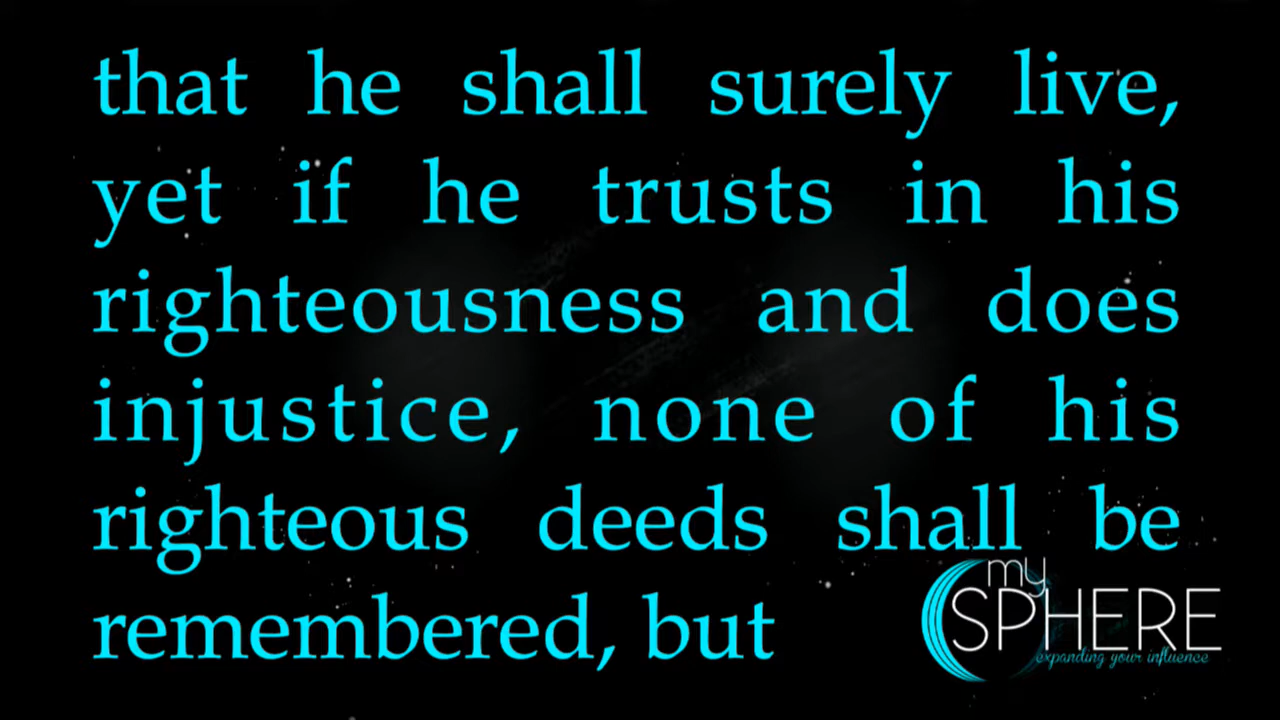 that he shall surely live,
yet if he trusts in his
righteousness and does
injustice, none of his
righteous deeds shall be
remembered, but
my
SPHERE
expanding your influence